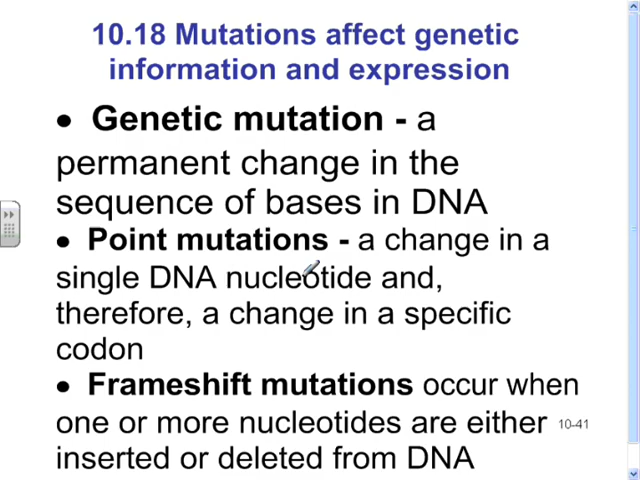 10.18 Mutations affect genetic
information and expression
• Genetic mutation - a
permanent change in the
sequence of bases in DNA
• Point mutations - a change in a
single DNA nucleotide and,
therefore, a change in a specific
codon
• Frameshift mutations occur when
one or more nucleotides are either
10-41
inserted or deleted from DNA